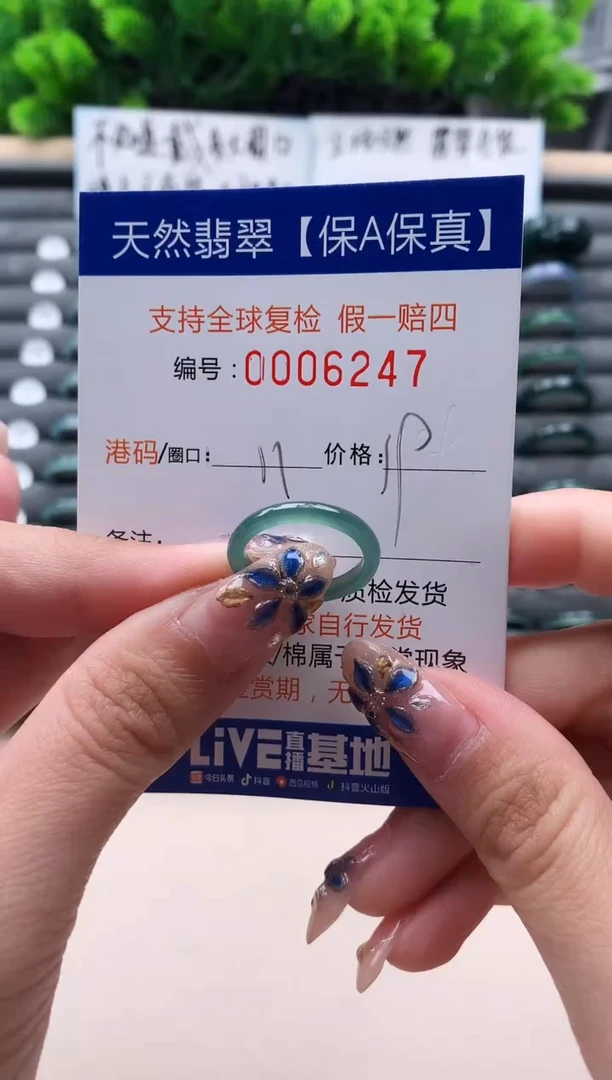 天然翡翠【保A保真】
支持全球复检 假一赔四
编号:0006247
港码/圈口: 11 价格:
备注:
质检发货
家自行发货
/棉属于 现象
赏期,无
LiVE直播基地
今日头条 抖音 西瓜视频 抖音火山版